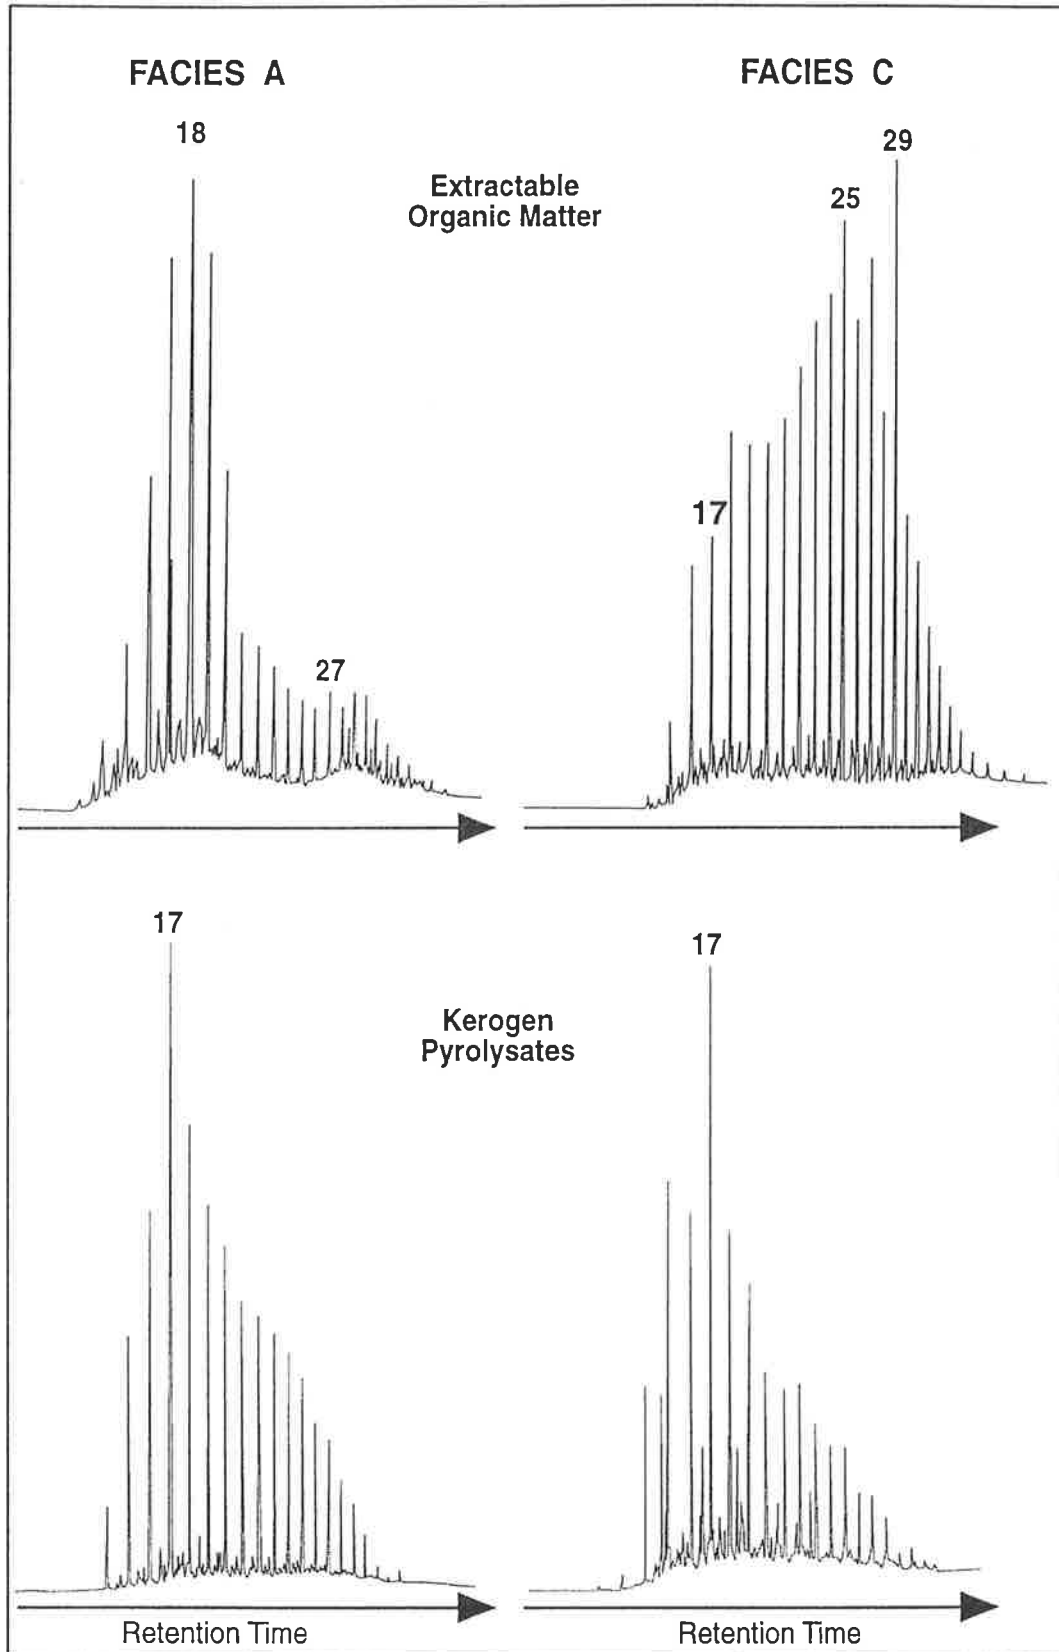 FACIES A
FACIES C
18
29
25
Extractable
Organic Matter
17
27
17
17
Kerogen
Pyrolysates
Retention Time
Retention Time